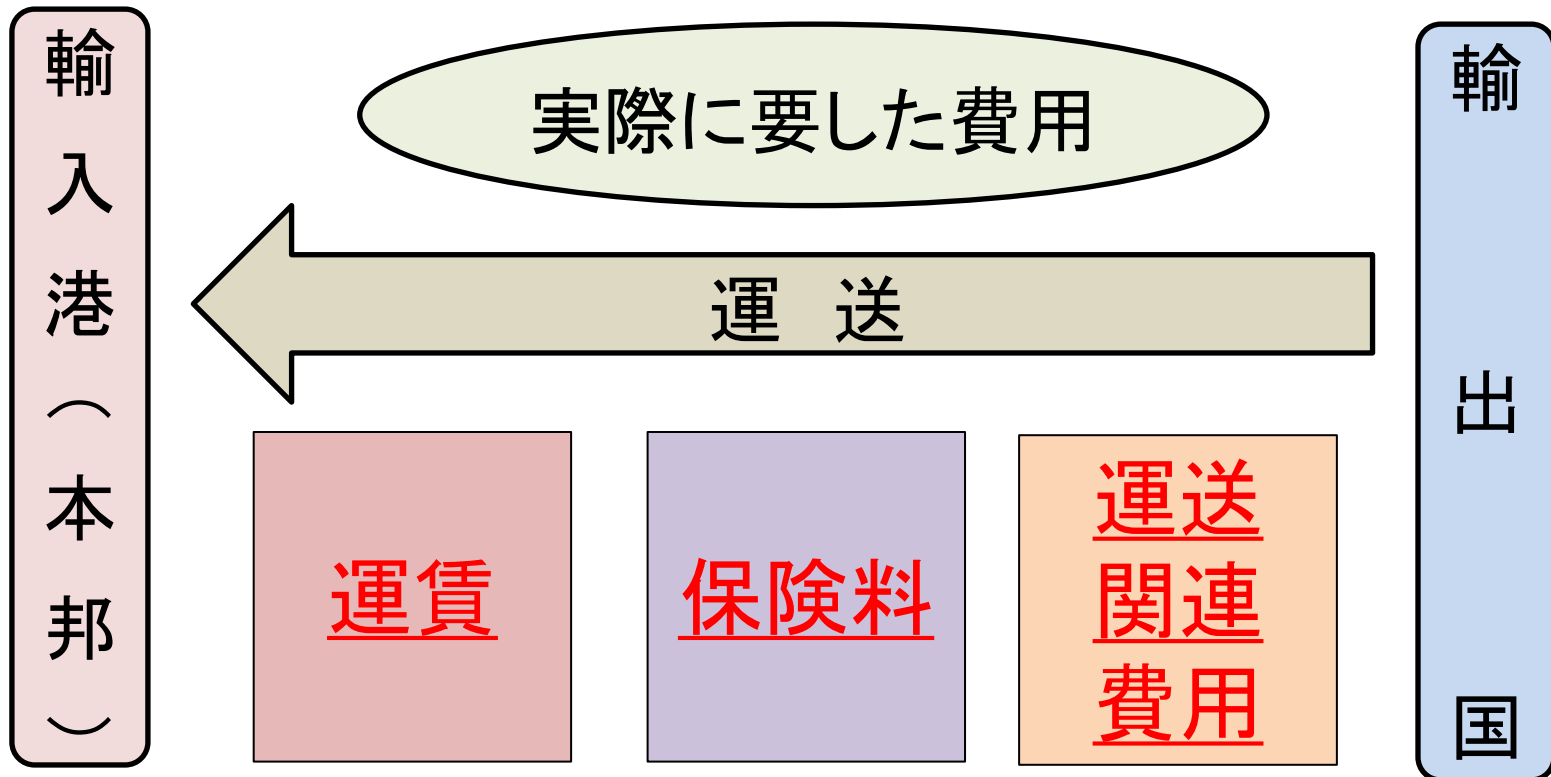 輸入港（本邦）
実際に要した費用
運　送
運賃
保険料
運送
関連
費用
輸出国